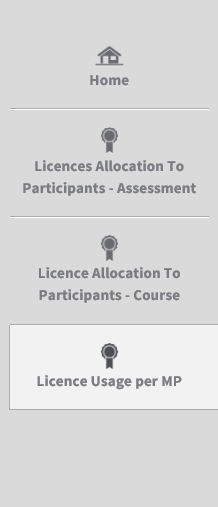 Home
Licences Allocation To
Participants - Assessment
Licence Allocation To
Participants - Course
Licence Usage per MP